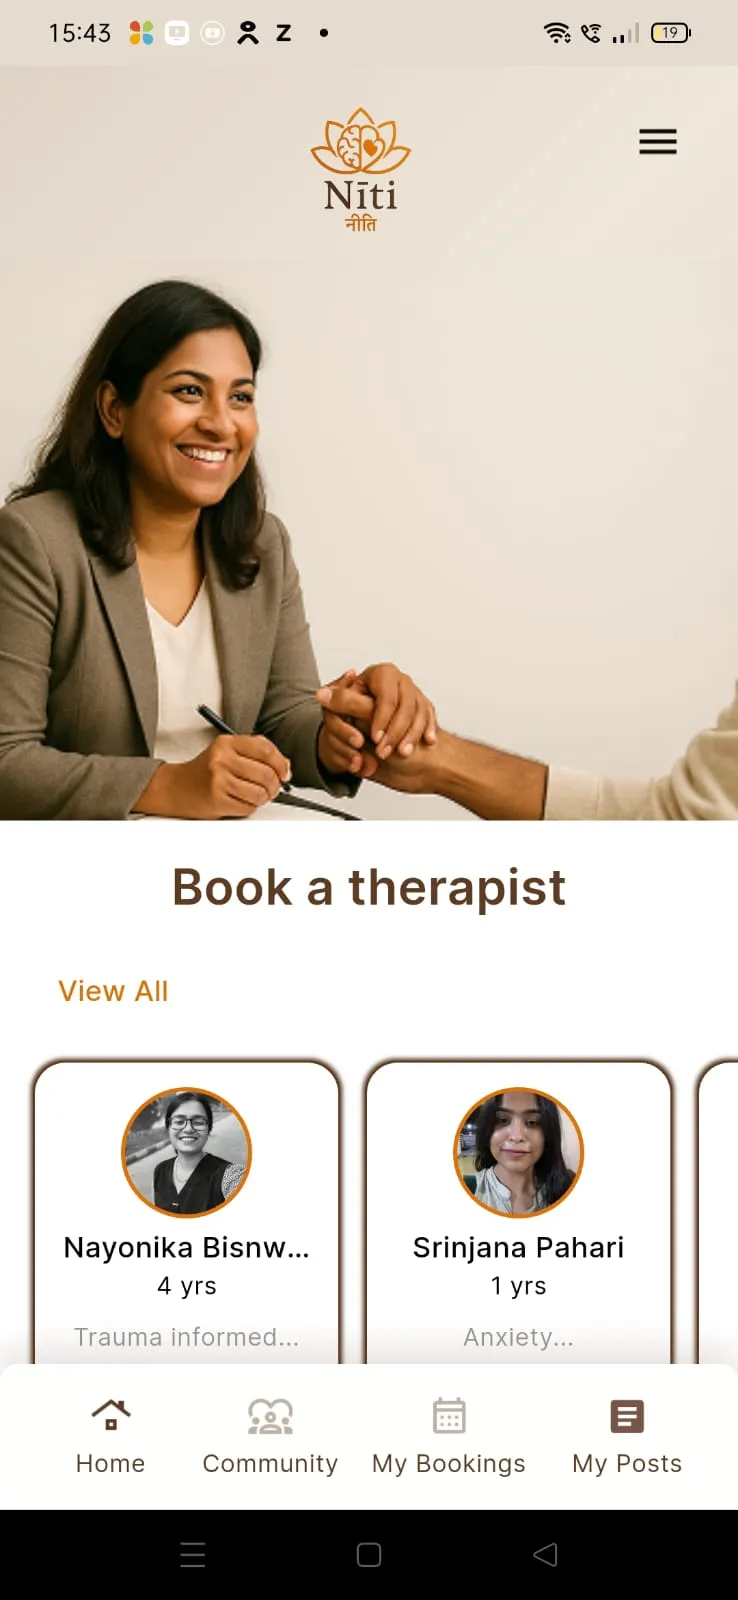 15:43
Z
19
Nīti
नीति
Book a therapist
View All
Nayonika Bisnw...
4 yrs
Trauma informed...
Srinjana Pahari
1 yrs
Anxiety...
Home
Community
My Bookings
My Posts